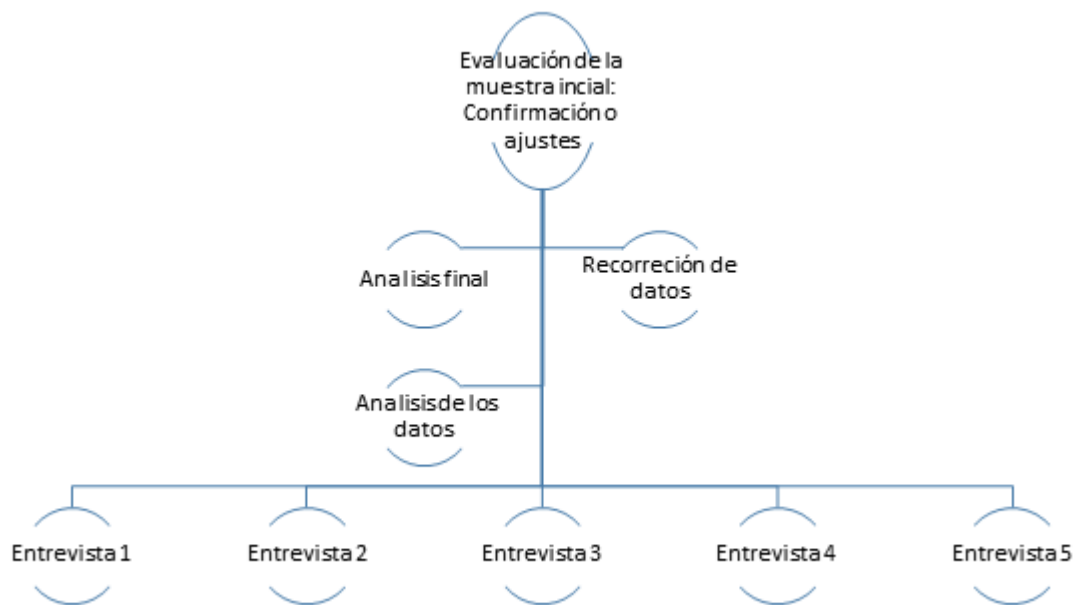 Evaluación de la
muestra incial:
Confirmación o
ajustes
Analisis final
Recorreción de
datos
Analisis de los
datos
Entrevista 1
Entrevista 2
Entrevista 3
Entrevista 4
Entrevista 5